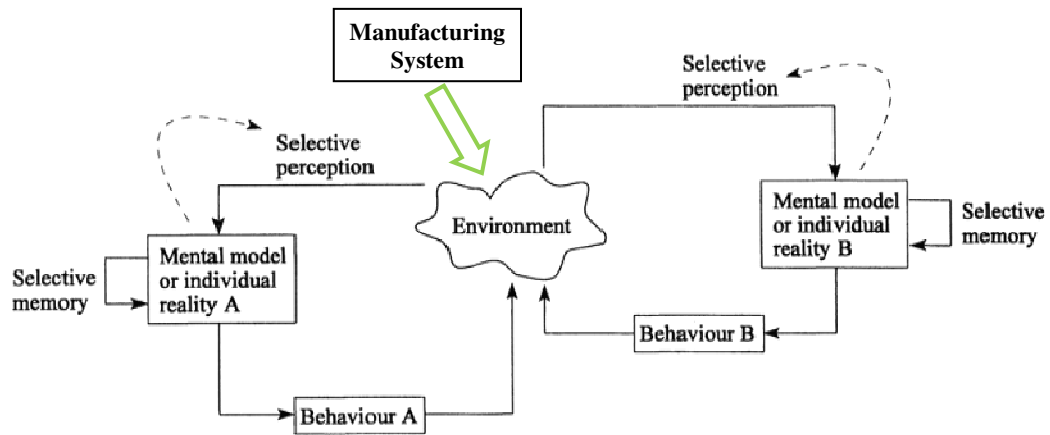 Manufacturing
System
Selective
perception
Selective
perception
Environment
Mental model
or individual
reality B
Selective
memory
Mental model
or individual
reality A
Selective
memory
Behaviour B
Behaviour A